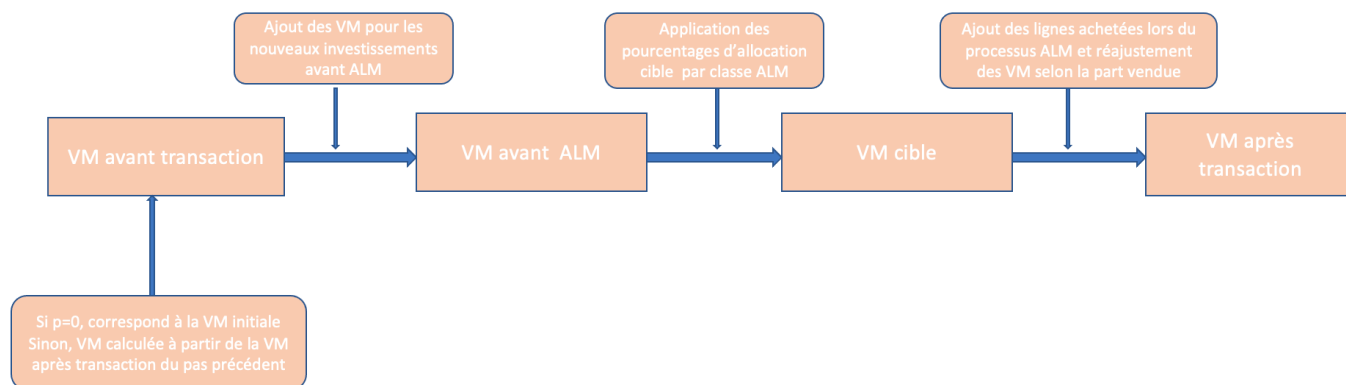 Ajout des VM pour les
nouveaux investissements
avant ALM
Application des
pourcentages d’allocation
cible  par classe ALM
Ajout des lignes achetées lors du
processus ALM et réajustement
des VM selon la part vendue
VM avant transaction
VM avant  ALM
VM cible
VM après
transaction
Si p=0, correspond à la VM initiale
Sinon, VM calculée à partir de la VM
après transaction du pas précédent